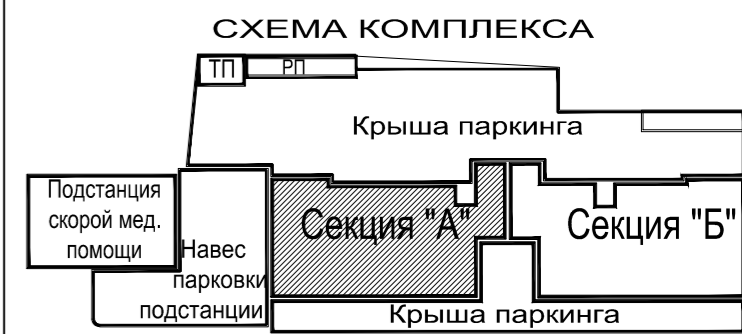 СХЕМА КОМПЛЕКСА
ТП
РП
Крыша паркинга
Подстанция
скорой мед.
помощи
Навес
парковки
подстанции
Секция "А"
Секция "Б"
Крыша паркинга